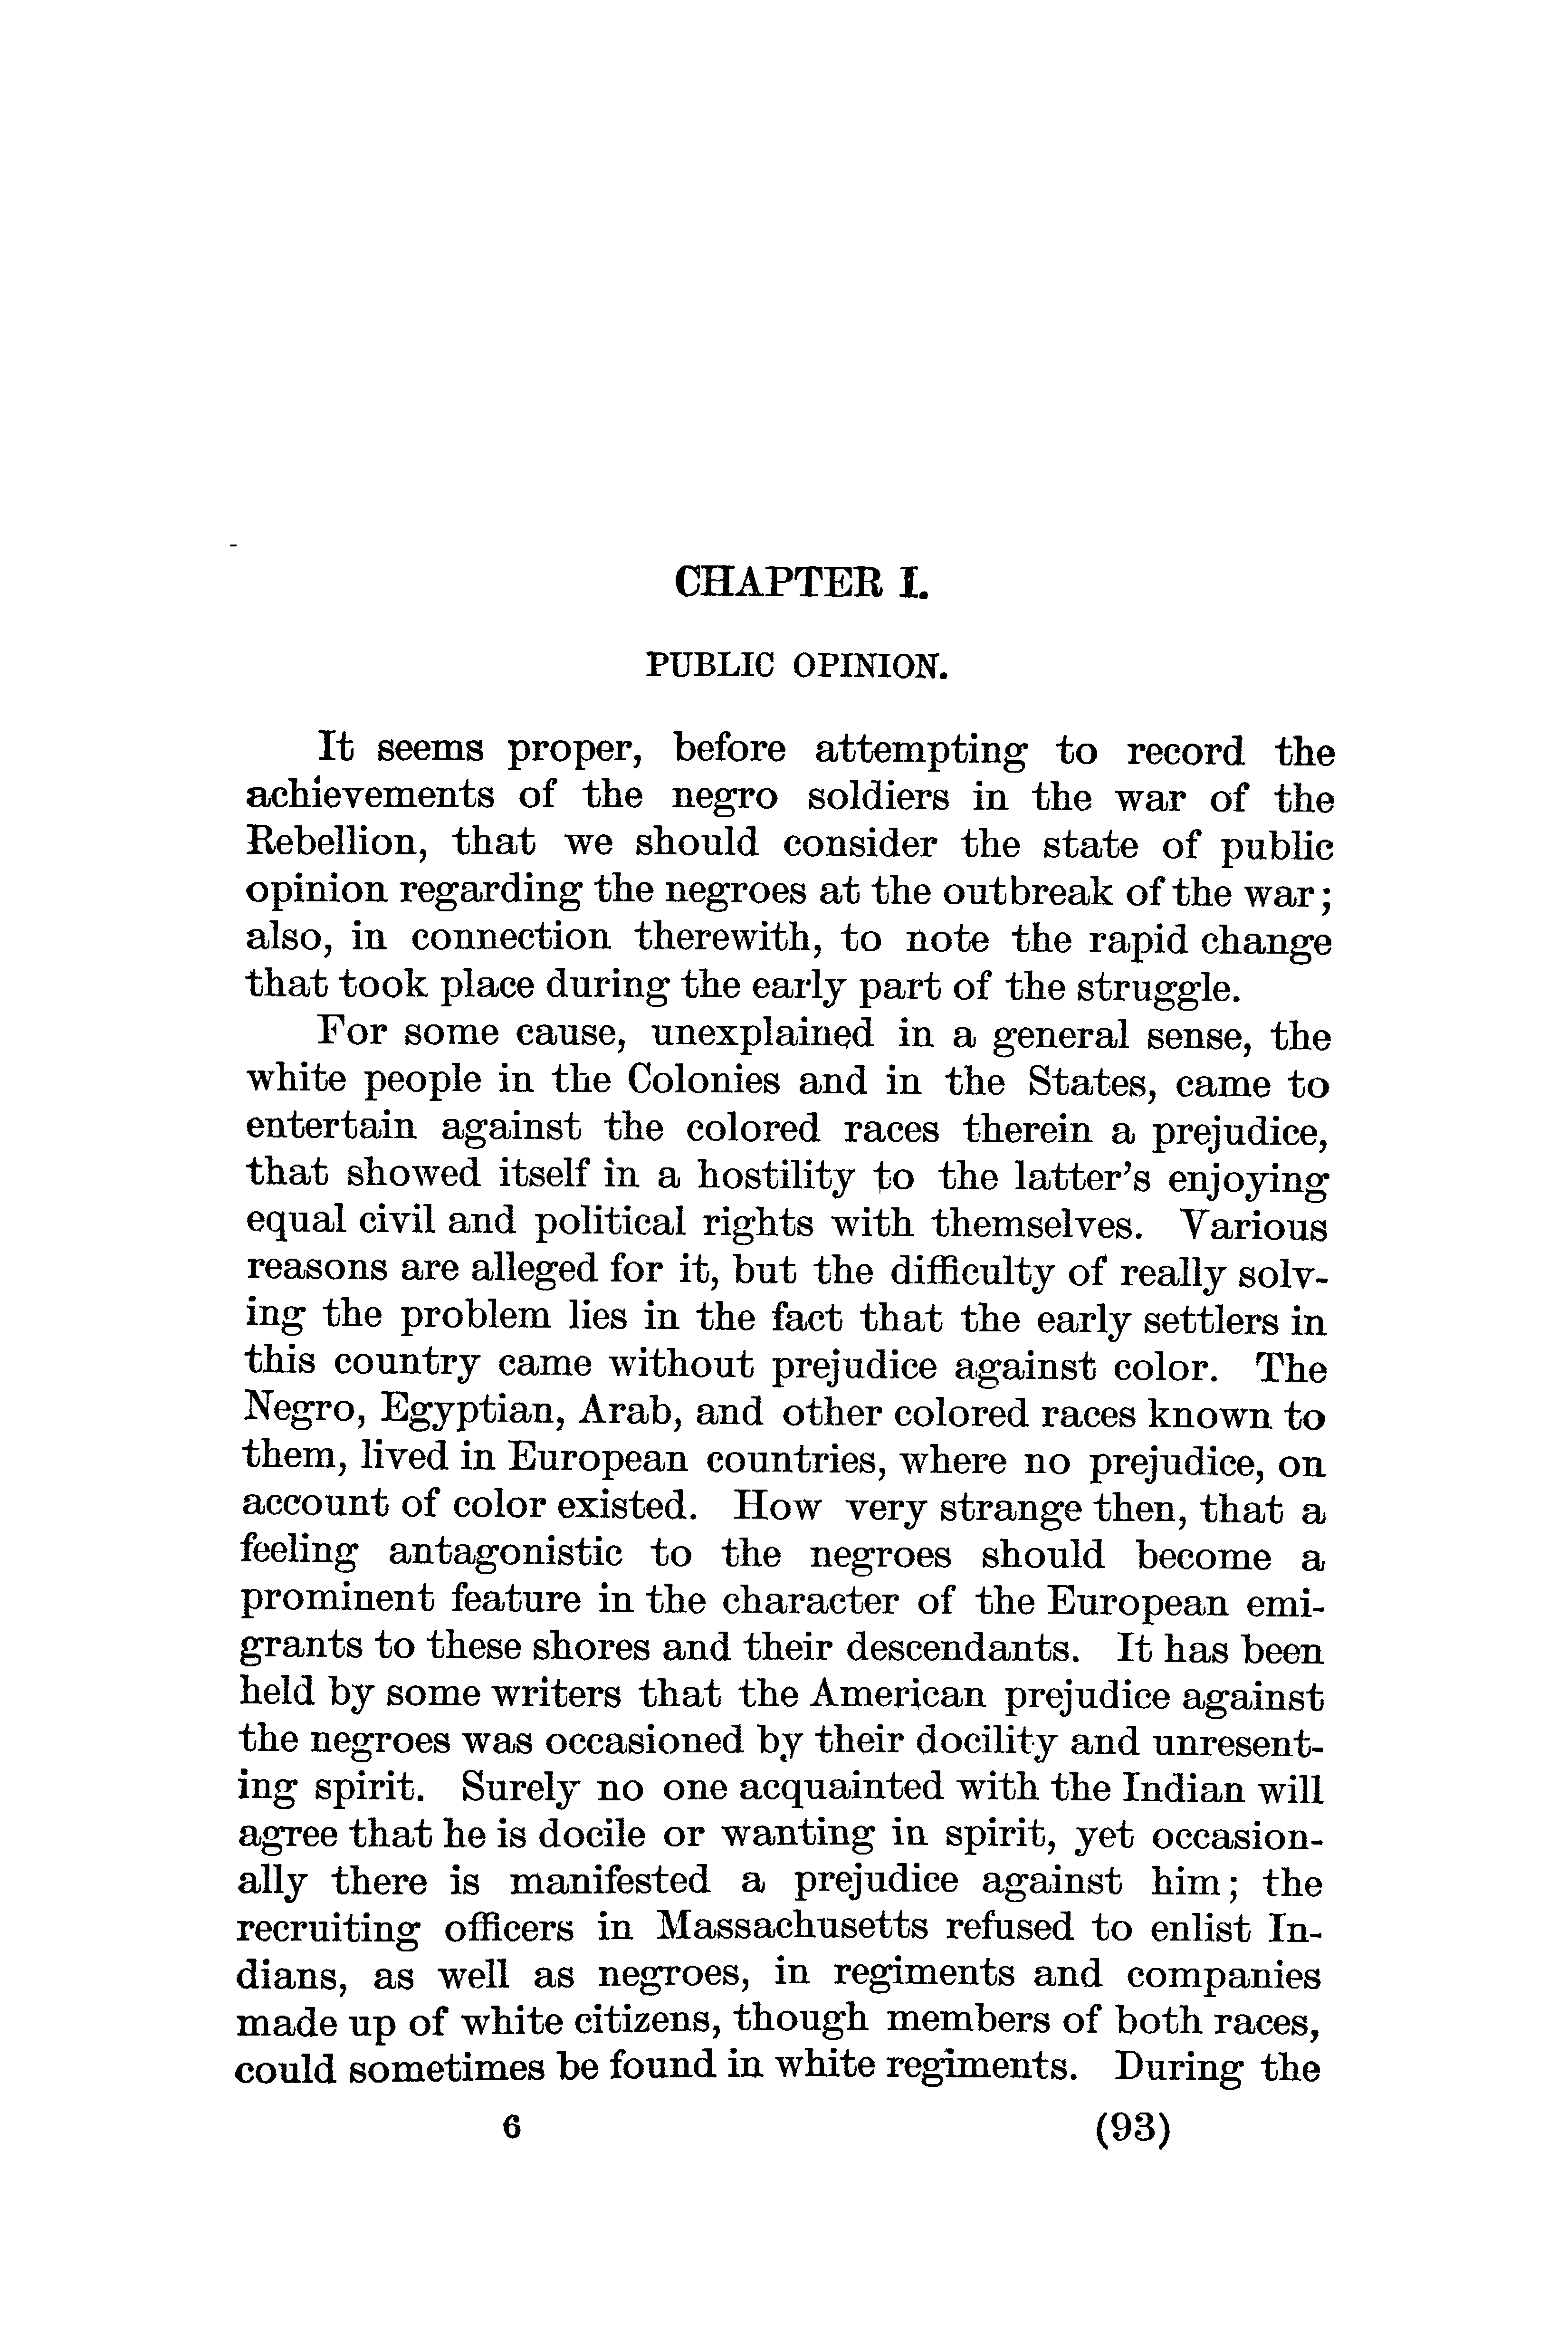 CHAPTER I.
PUBLIC OPINION.
It seems proper, before attempting to record the
achievements of the negro soldiers in the war of the
Rebellion, that we should consider the state of public
opinion regarding the negroes at the outbreak of the war;
also, in connection therewith, to note the rapid change
that took place during the early part of the struggle.
For some cause, unexplained in a general sense, the
white people in the Colonies and in the States, came to
entertain against the colored races therein a prejudice,
that showed itself in a hostility to the latter's enjoying
equal civil and political rights with themselves. Various
reasons are alleged for it, but the difficulty of really solv-
ing the problem lies in the fact that the early settlers in
this country came without prejudice against color. The
Negro, Egyptian, Arab, and other colored races known to
them, lived in European countries, where no prejudice, on
account of color existed. How very strange then, that a
feeling antagonistic to the negroes should become a
prominent feature in the character of the European emi-
grants to these shores and their descendants. It has been
held by some writers that the American prejudice against
the negroes was occasioned by their docility and unresent-
ing spirit. Surely no one acquainted with the Indian will
agree that he is docile or wanting in spirit, yet occasion-
ally there is manifested a prejudice against him; the
recruiting officers in Massachusetts refused to enlist In-
dians, as well as negroes, in regiments and companies
made up of white citizens, though members of both races,
could sometimes be found in white regiments. During the
6 (93)